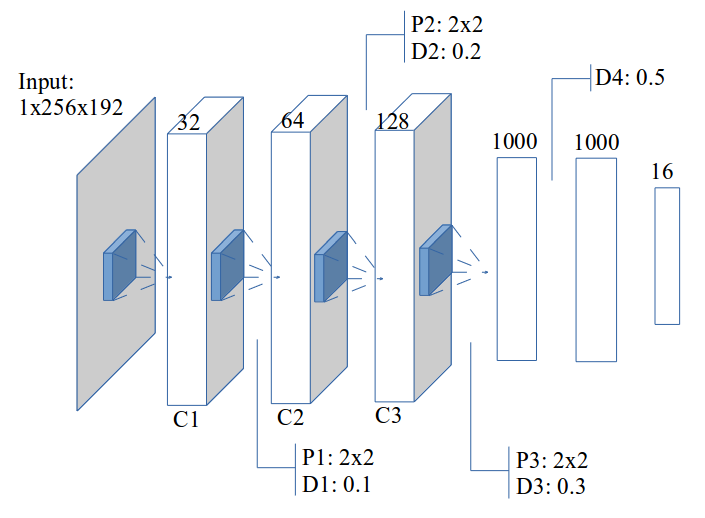 P2: 2x2
D2: 0.2
D4: 0.5
Input:
1x256x192
32
64
128
1000
1000
16
C1
C2
C3
P1: 2x2
D1: 0.1
P3: 2x2
D3: 0.3